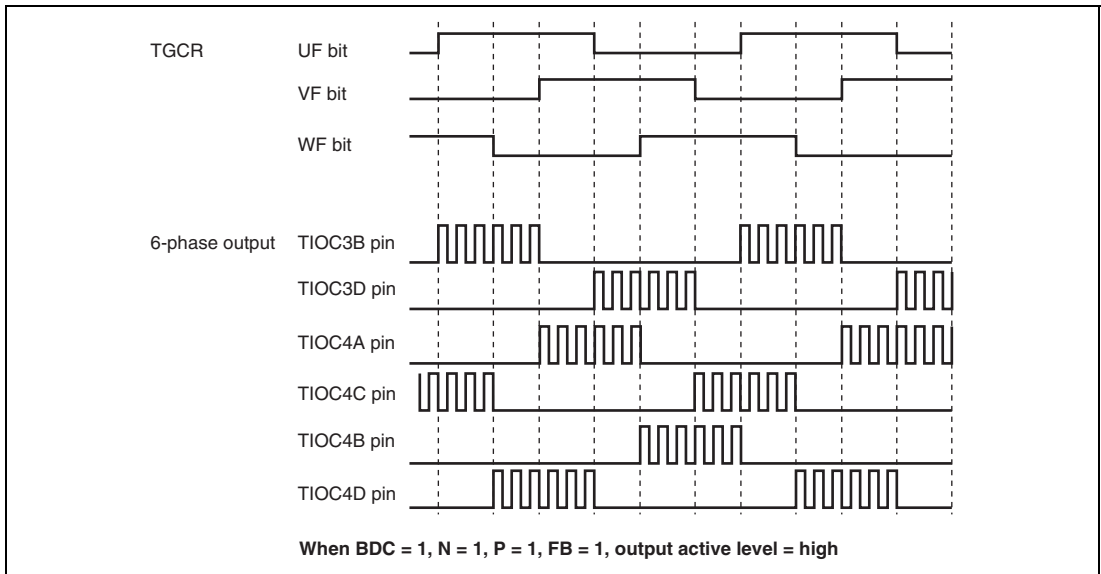 TGCR UF bit
VF bit
WF bit
6-phase output TIOC3B pin
TIOC3D pin
TIOC4A pin
TIOC4C pin
TIOC4B pin
TIOC4D pin
When BDC = 1, N = 1, P = 1, FB = 1, output active level = high